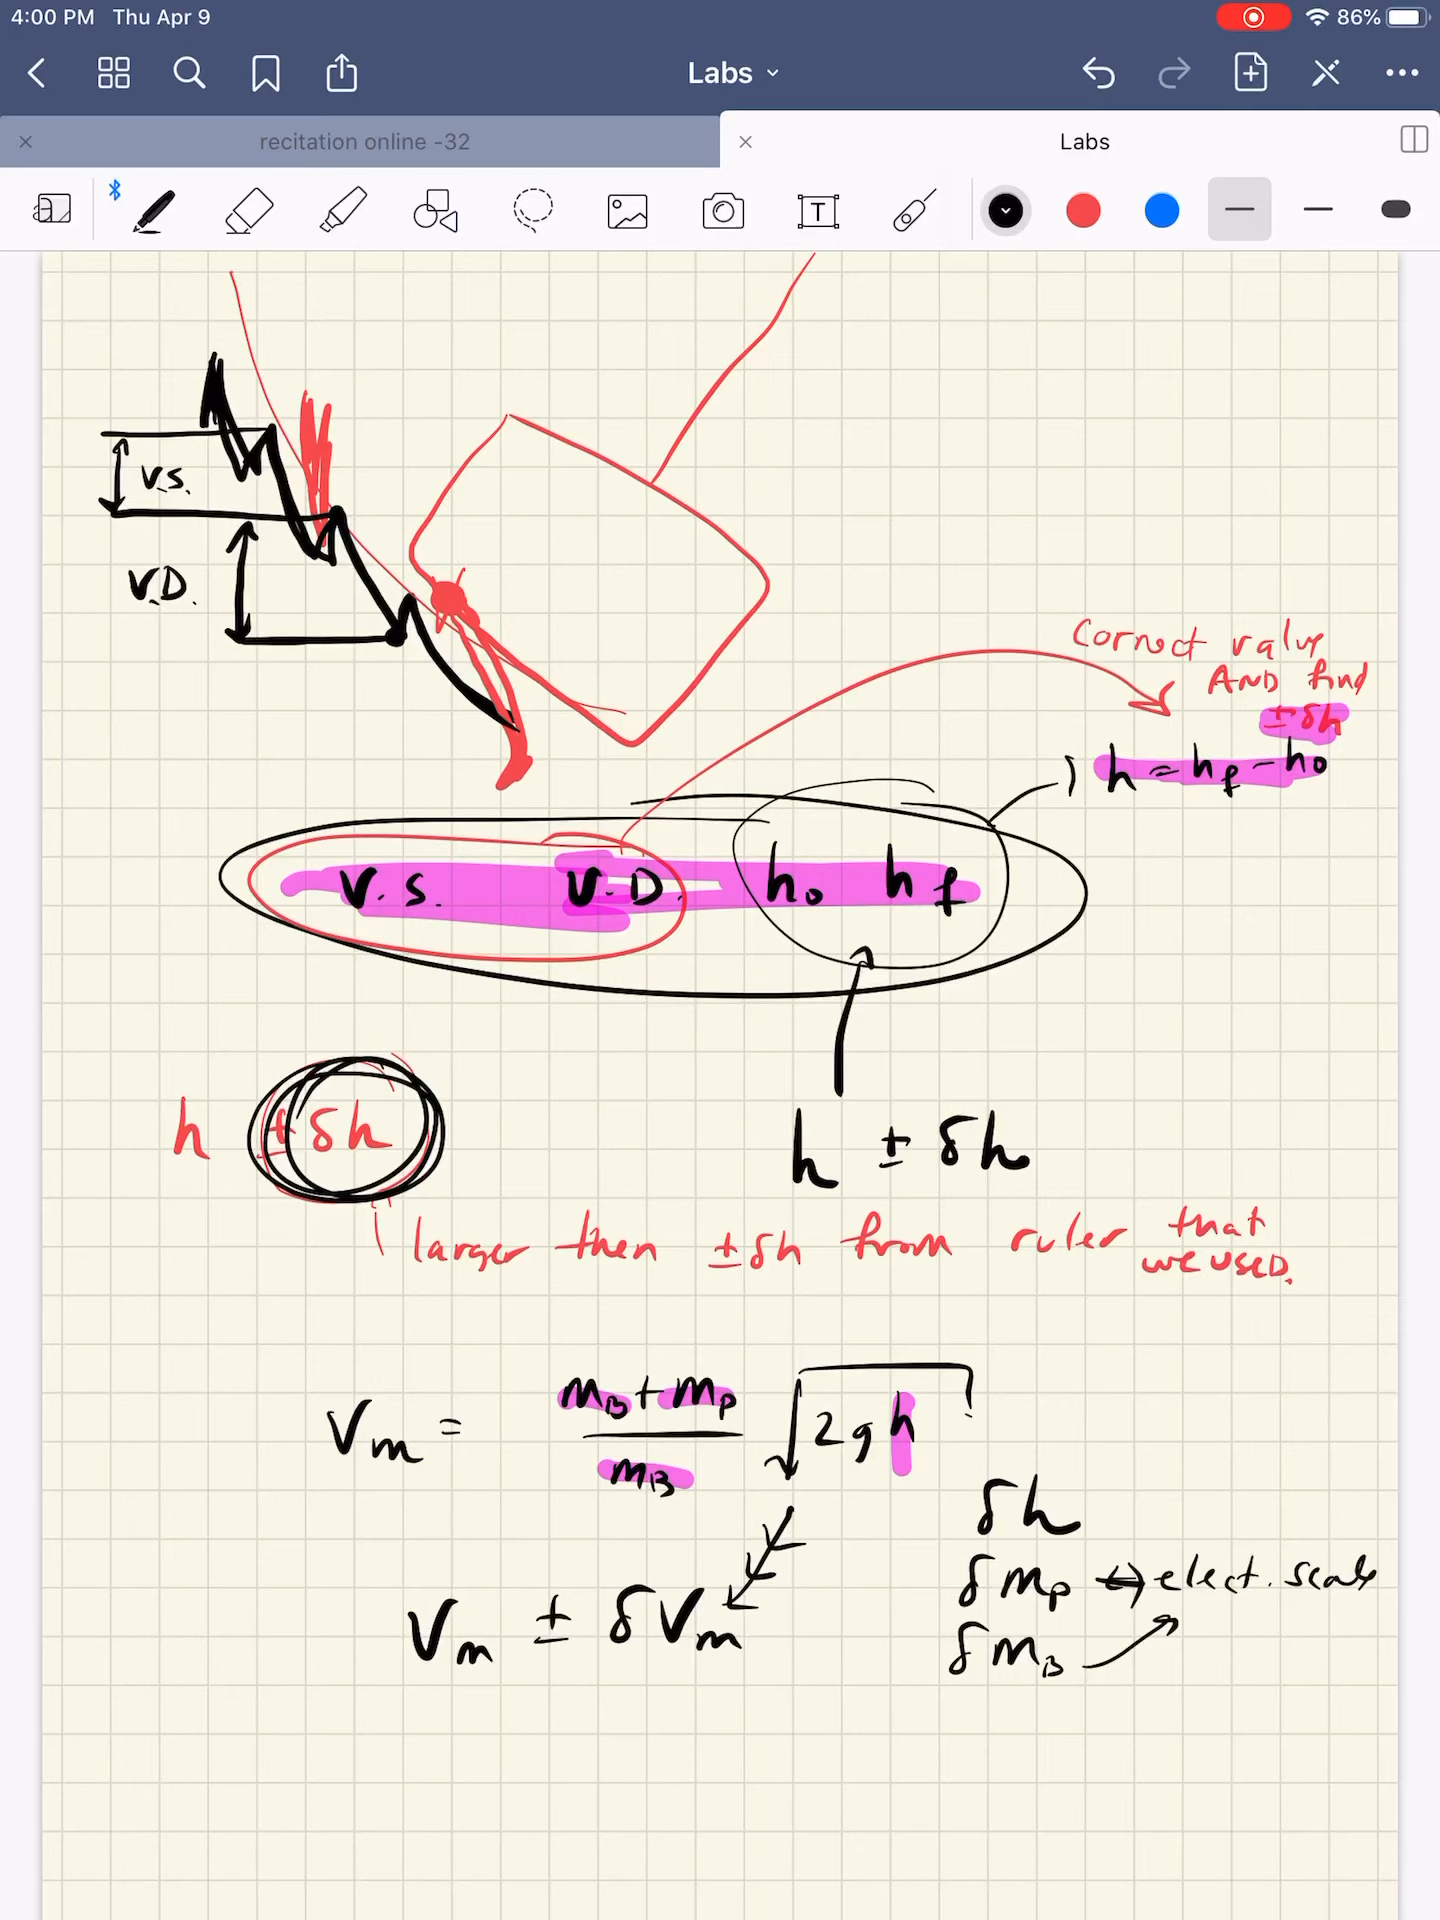 4:00 PM Thu Apr 9
86%
Labs
recitation online -32
Labs
T
V.S.
V.D.
Correct value
AND find
± δh
h = hf - ho
V.S. V.D. ho hf
h ± δh
h ± δh
larger then ± δh from ruler that
we used.
Vm = mB + mp / mB √2gh
δh
δmp ↔ elect. scale
Vm ± δVm
δmB